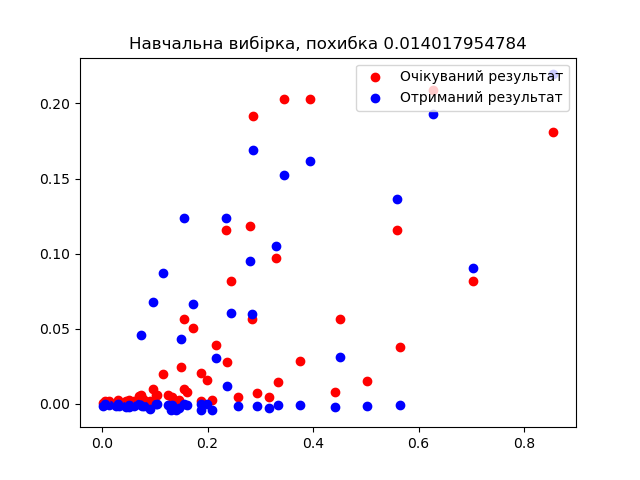 Навчальна вибірка, похибка 0.014017954784
Очікуваний результат
Отриманий результат
0.20
0.15
0.10
0.05
0.00
0.0 0.2 0.4 0.6 0.8